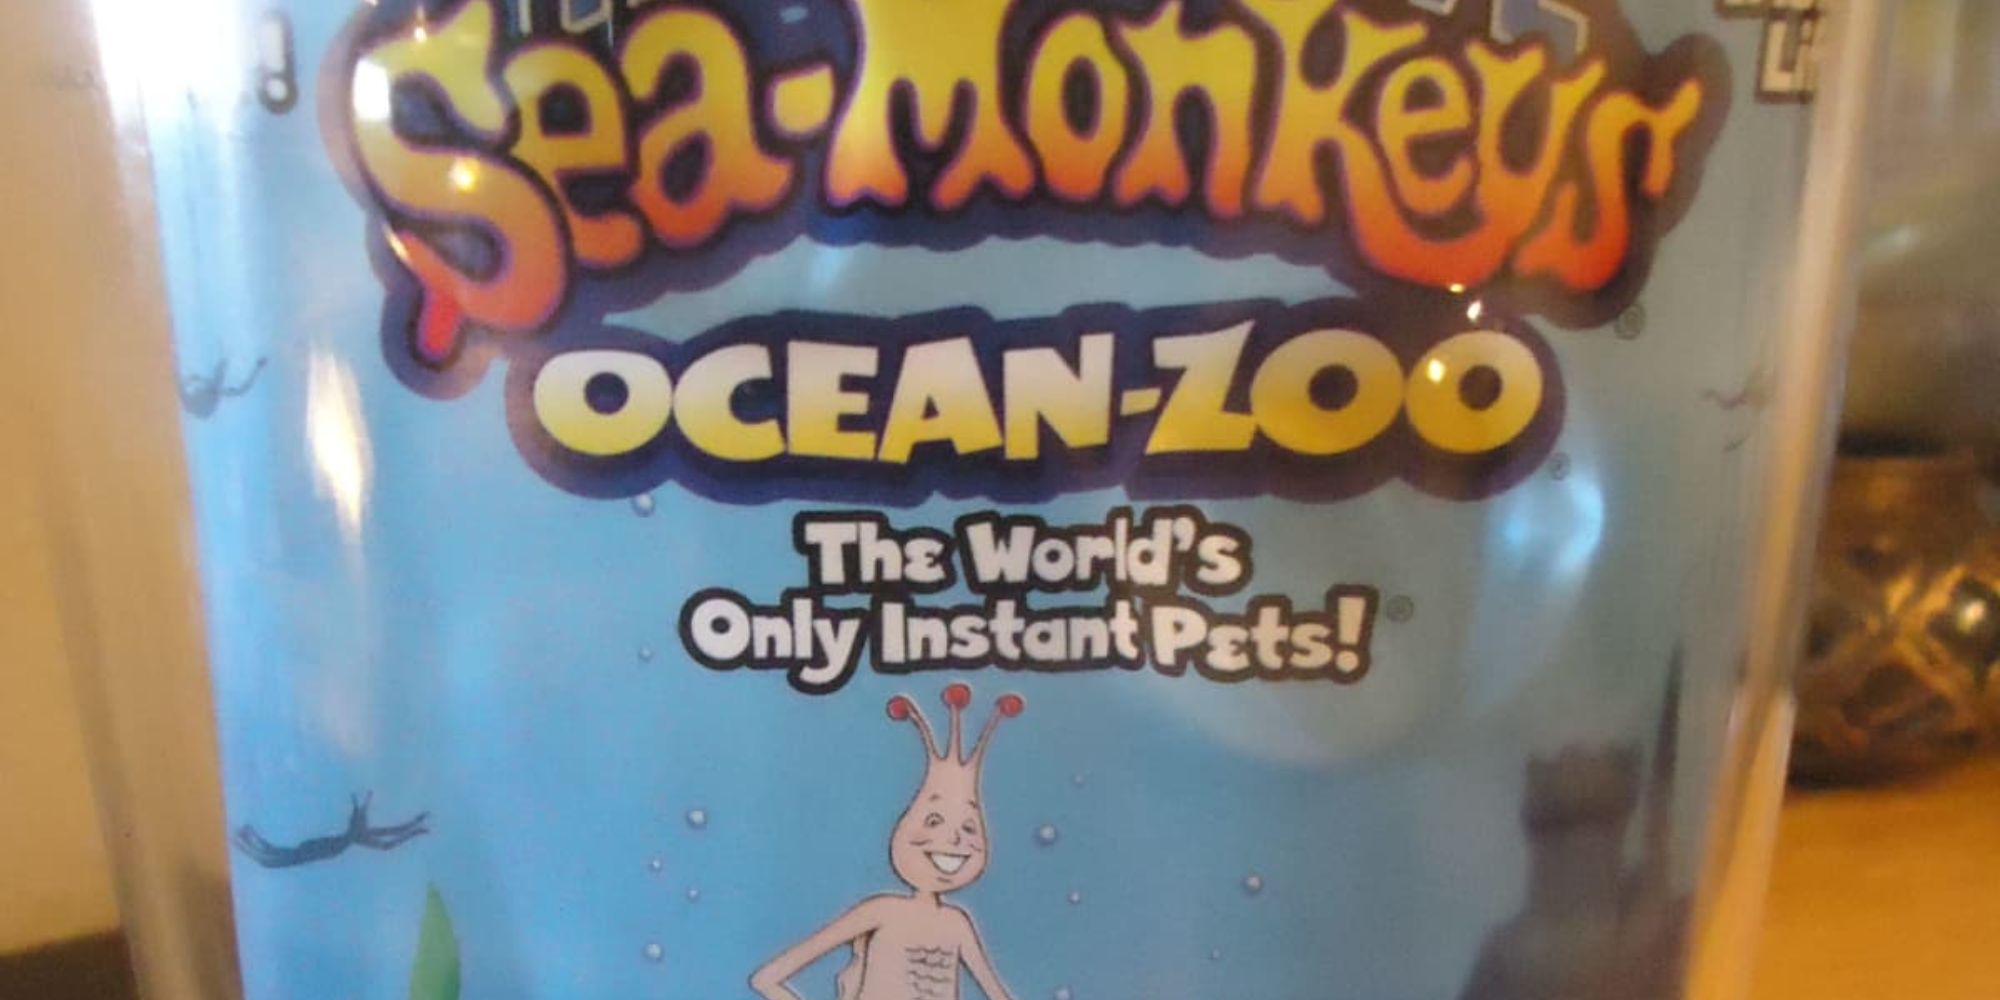 Sea-Monkeys
OCEAN-ZOO
The World's
Only Instant Pets!